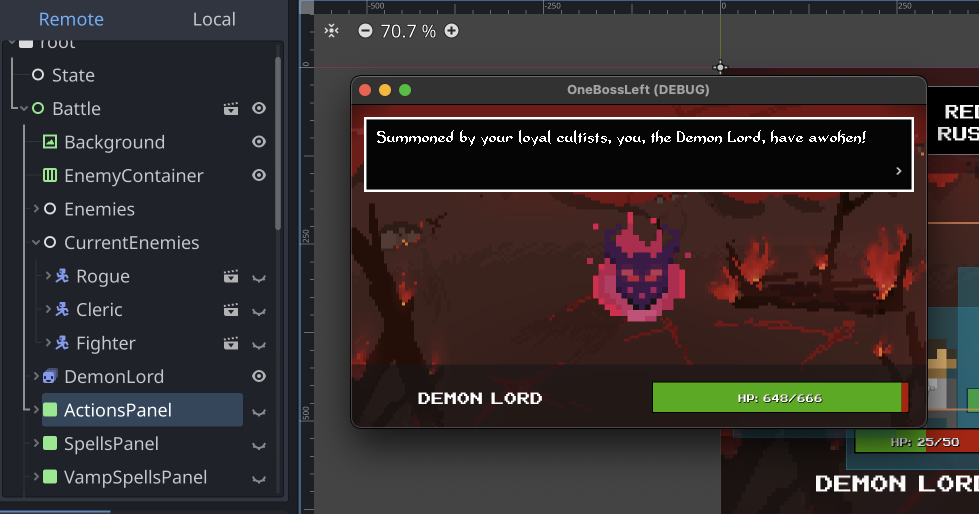 Remote
Local
-500
-250
0
250
70.7 %
root
State
Battle
Background
EnemyContainer
Enemies
CurrentEnemies
Rogue
Cleric
Fighter
DemonLord
ActionsPanel
SpellsPanel
VampSpellsPanel
0
250
500
OneBossLeft (DEBUG)
Summoned by your loyal cultists, you, the Demon Lord, have awoken!
DEMON LORD
HP: 648/666
HP: 25/50
DEMON LORD